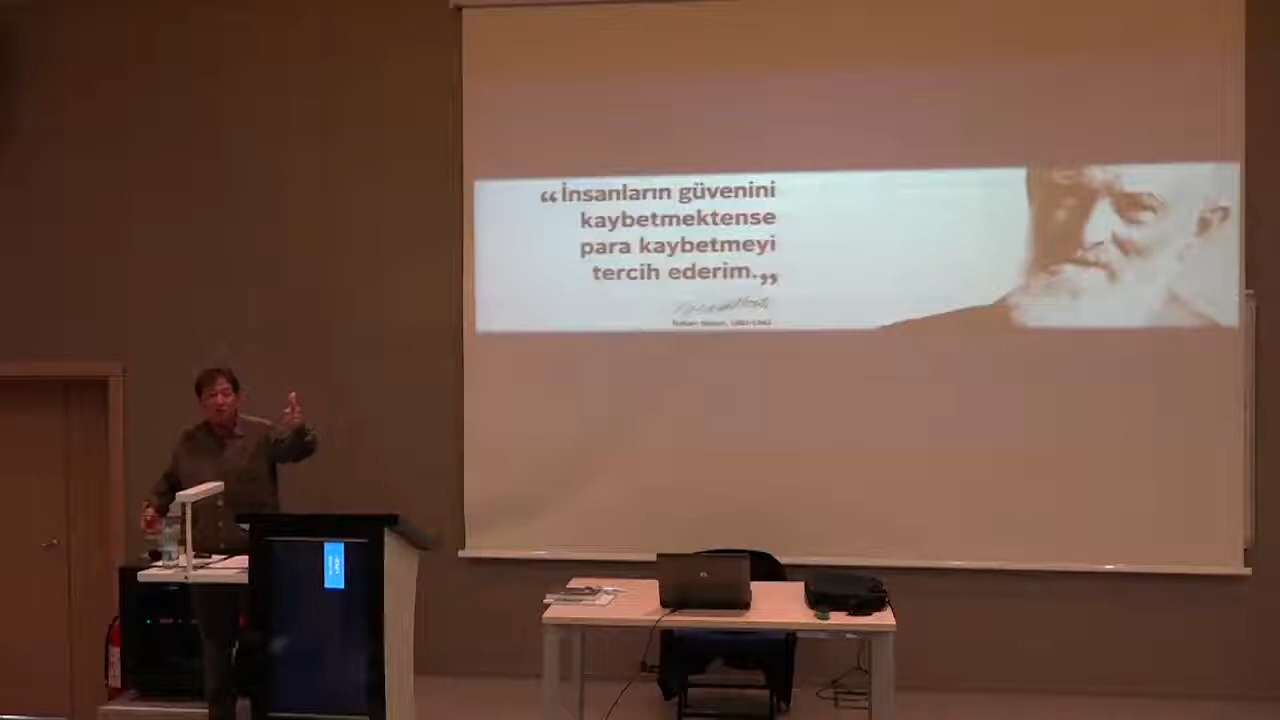 “İnsanların güvenini
kaybetmektense
para kaybetmeyi
tercih ederim.”